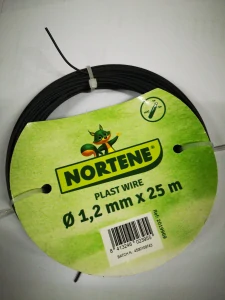 NORTENE®
PLAST WIRE
Ø 1,2 mm x 25 m